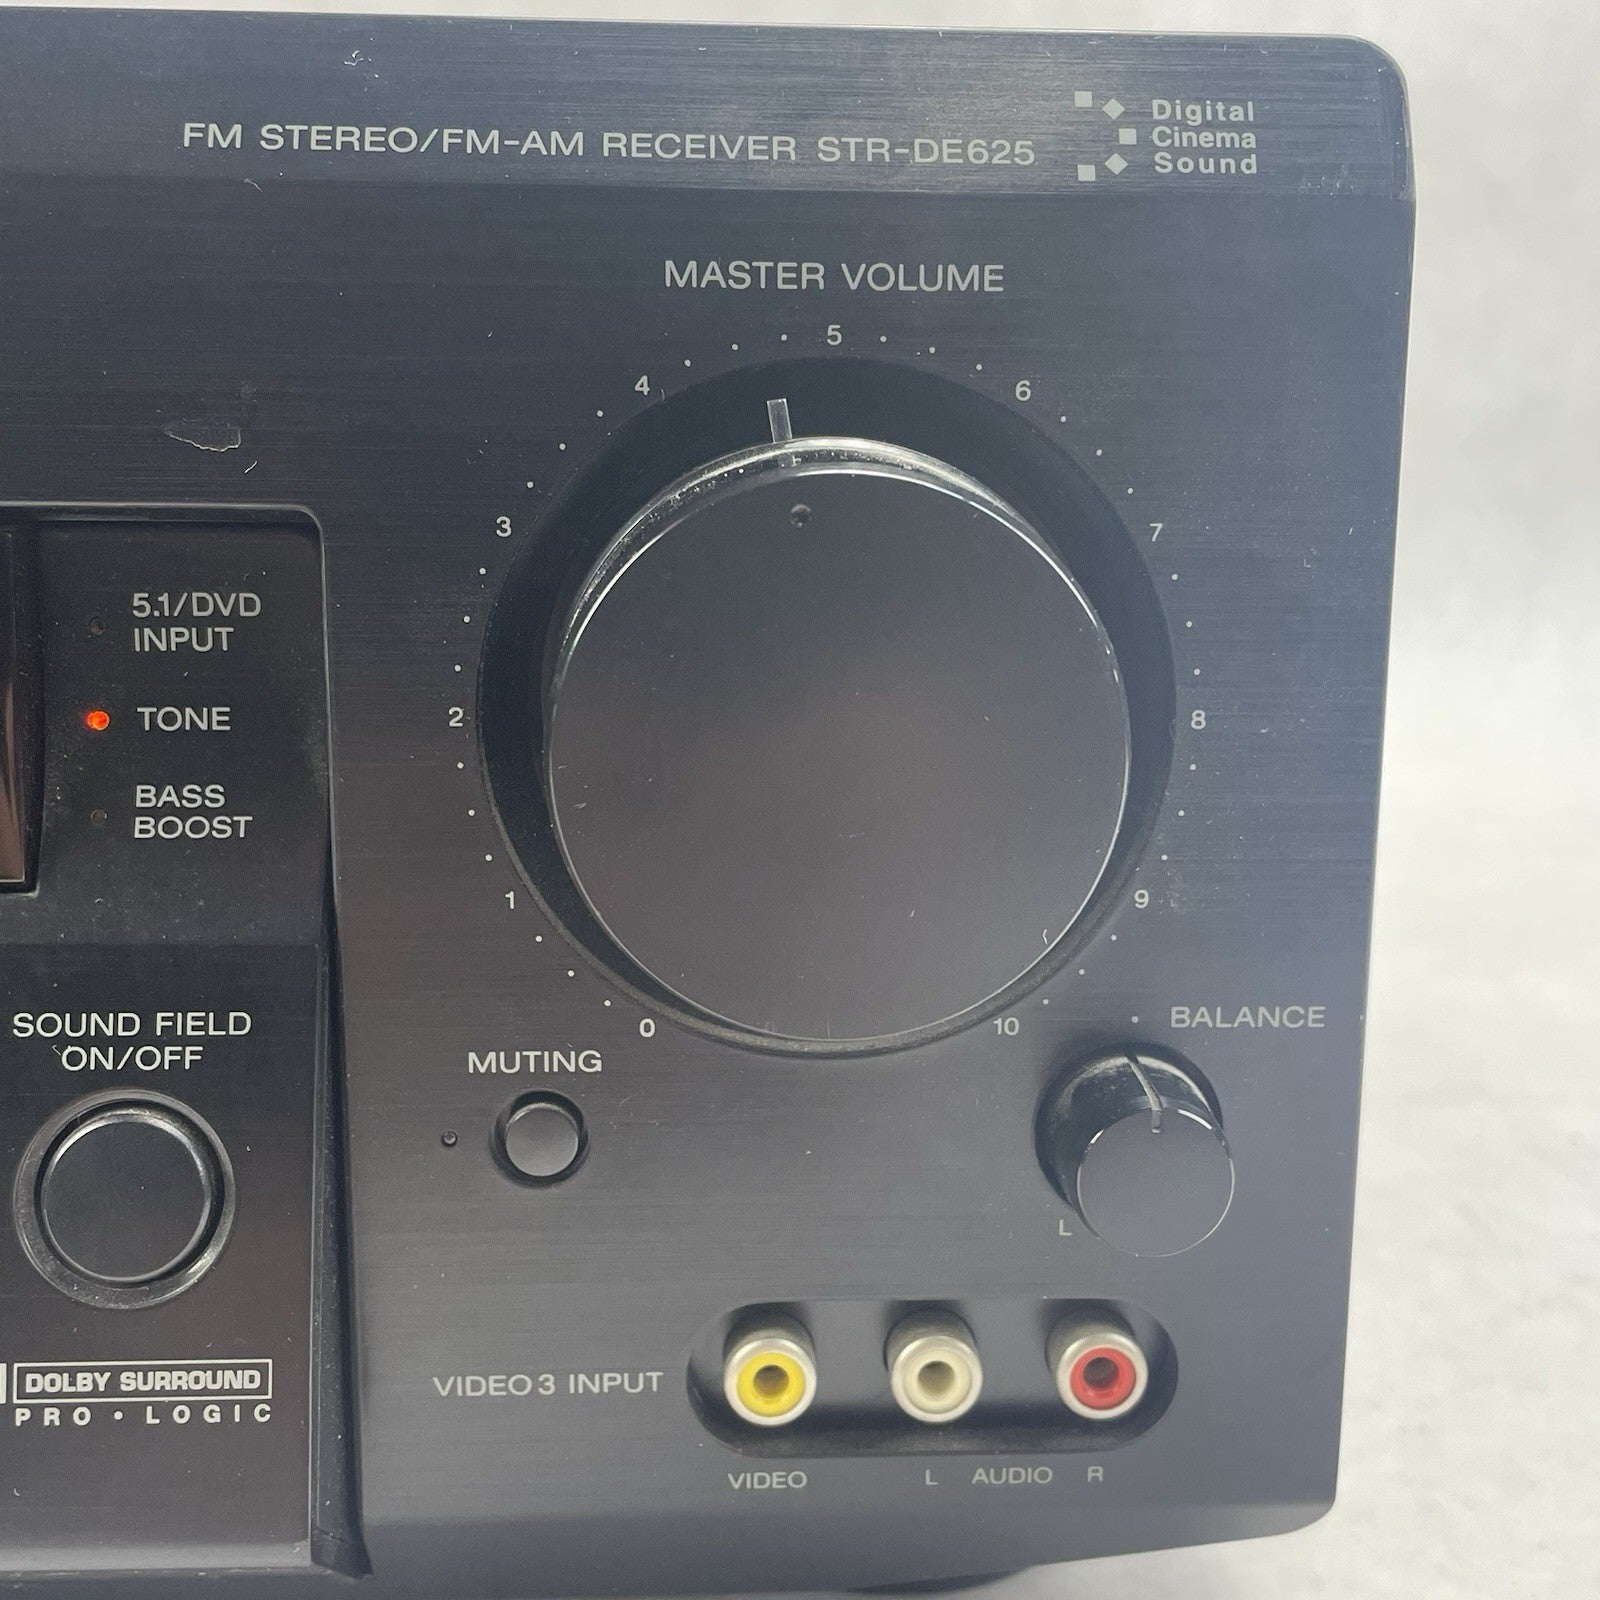 FM STEREO/FM-AM RECEIVER STR-DE625
Digital
Cinema
Sound
MASTER VOLUME
0 1 2 3 4 5 6 7 8 9 10
5.1/DVD
INPUT
TONE
BASS
BOOST
SOUND FIELD
ON/OFF
MUTING
BALANCE
L
DOLBY SURROUND
PRO • LOGIC
VIDEO 3 INPUT
VIDEO
L AUDIO R